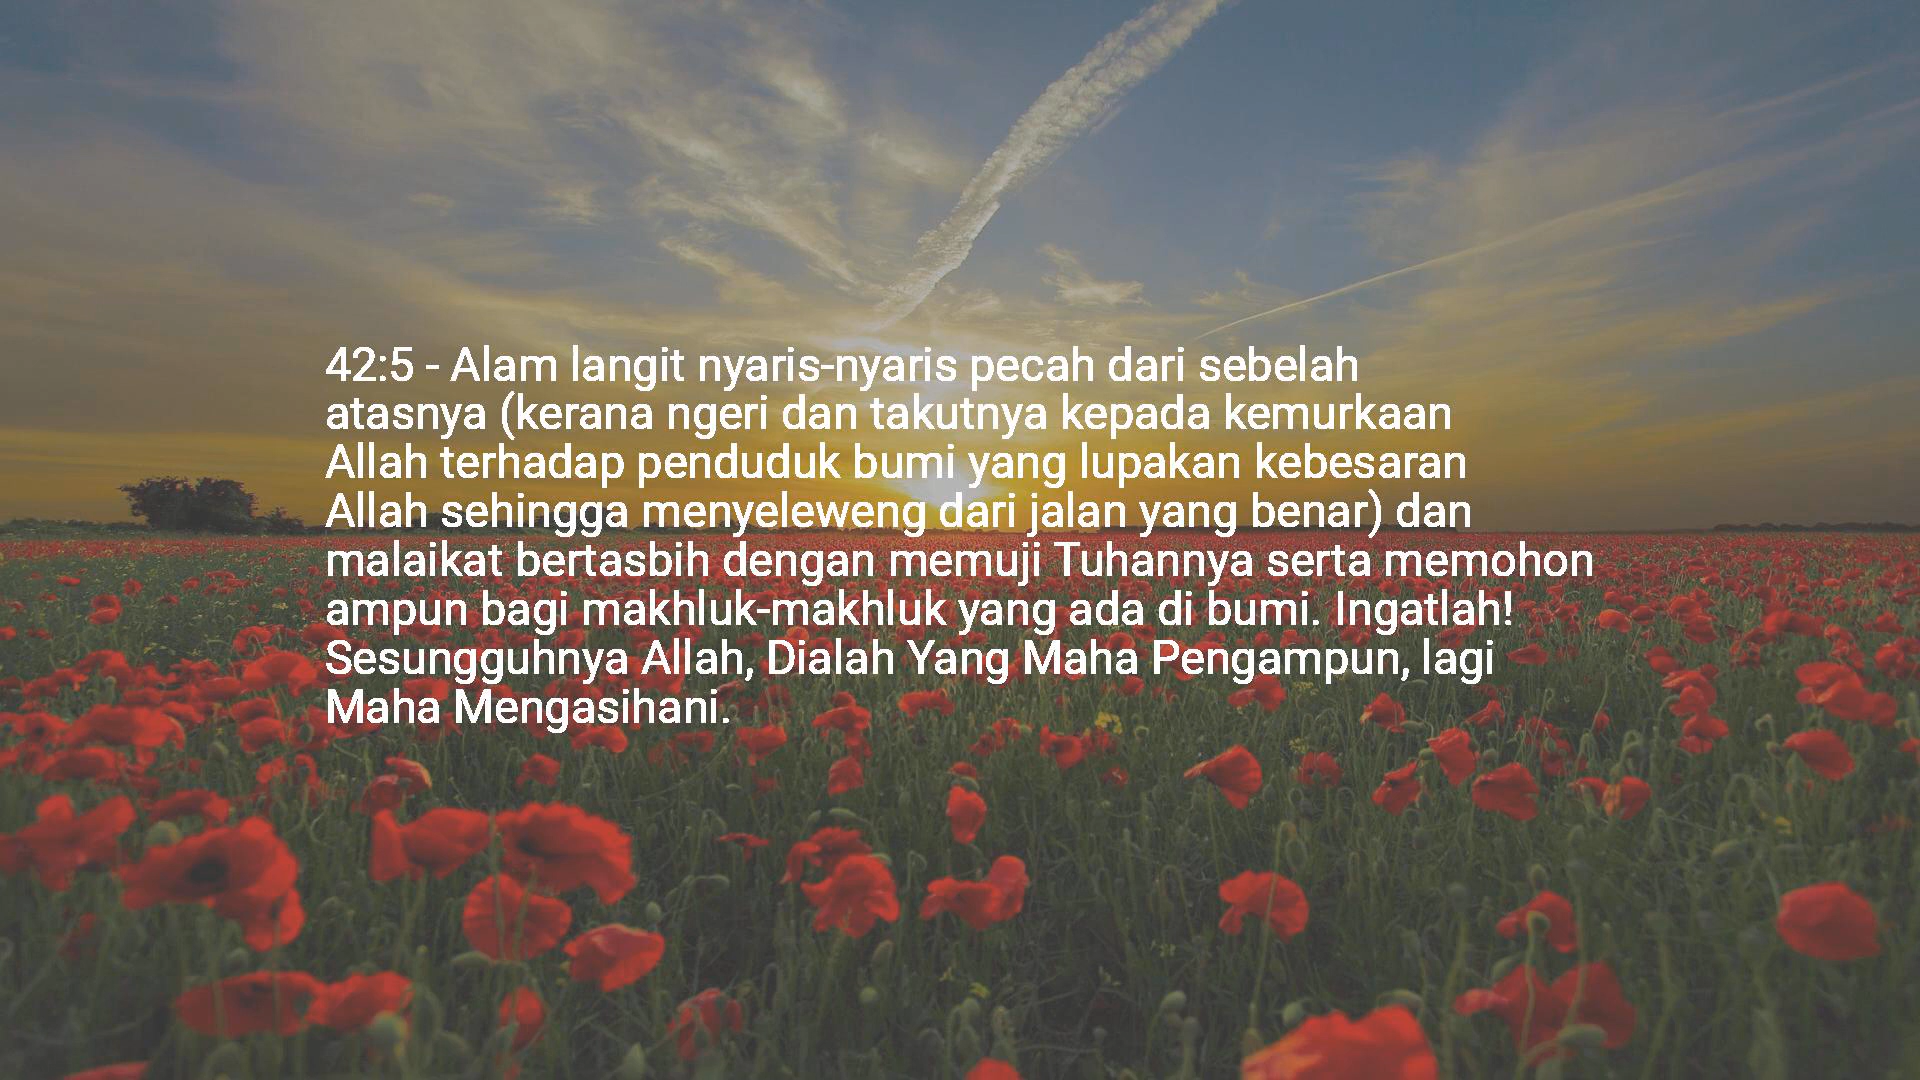 42:5 - Alam langit nyaris-nyaris pecah dari sebelah
atasnya (kerana ngeri dan takutnya kepada kemurkaan
Allah terhadap penduduk bumi yang lupakan kebesaran
Allah sehingga menyeleweng dari jalan yang benar) dan
malaikat bertasbih dengan memuji Tuhannya serta memohon
ampun bagi makhluk-makhluk yang ada di bumi. Ingatlah!
Sesungguhnya Allah, Dialah Yang Maha Pengampun, lagi
Maha Mengasihani.